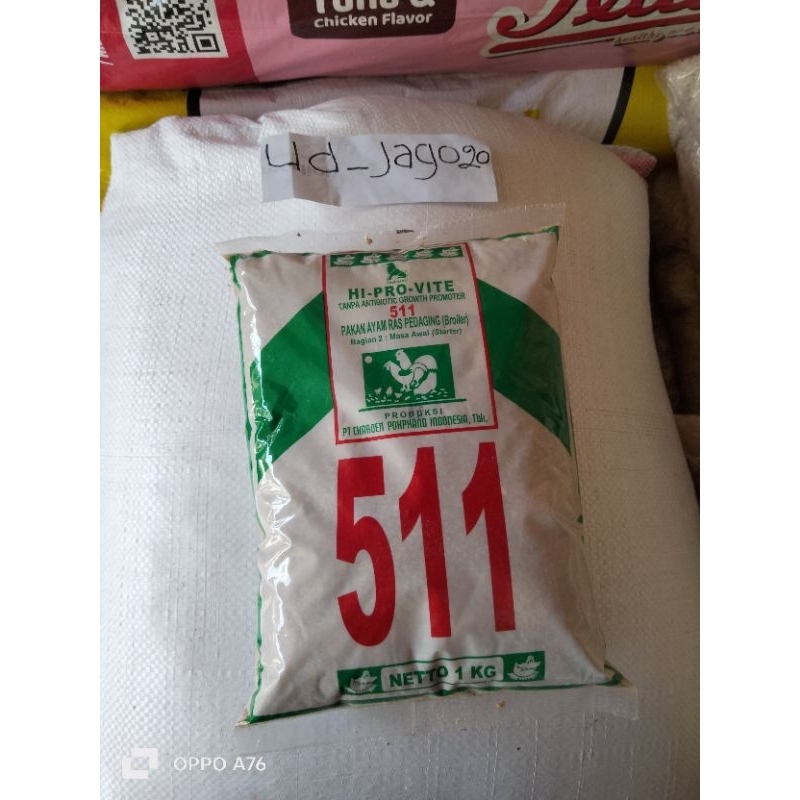 Tuna &
Chicken Flavor
ud_Jago20
HI-PRO-VITE
TANPA ANTIBIOTIC GROWTH PROMOTER
511
PAKAN AYAM RAS PEDAGING (Broiler)
Bagian 2 : Masa Awal (Starter)
PRODUKSI
PT CHAROEN POKPHAND INDONESIA, Tbk.
511
NETTO 1 KG
OPPO A76